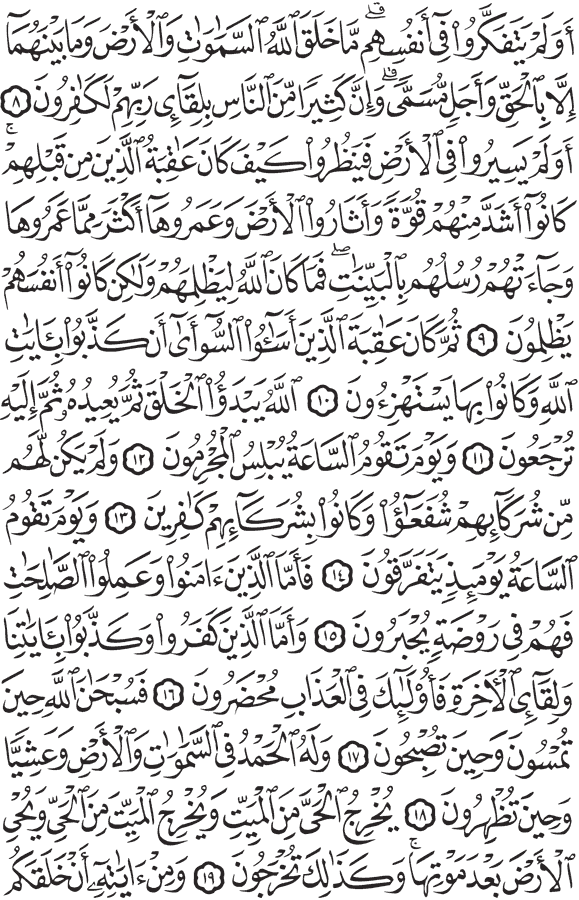 أَوَلَمْ يَتَفَكَّرُوا۟ فِىٓ أَنفُسِهِم ۗ مَّا خَلَقَ ٱللَّهُ ٱلسَّمَٰوَٰتِ وَٱلْأَرْضَ وَمَا بَيْنَهُمَآ
إِلَّا بِٱلْحَقِّ وَأَجَلٍ مُّسَمًّى ۗ وَإِنَّ كَثِيرًا مِّنَ ٱلنَّاسِ بِلِقَآئِ رَبِّهِمْ لَكَٰفِرُونَ ٨
أَوَلَمْ يَسِيرُوا۟ فِى ٱلْأَرْضِ فَيَنظُرُوا۟ كَيْفَ كَانَ عَٰقِبَةُ ٱلَّذِينَ مِن قَبْلِهِمْ ۚ
كَانُوٓا۟ أَشَدَّ مِنْهُمْ قُوَّةً وَأَثَارُوا۟ ٱلْأَرْضَ وَعَمَرُوهَآ أَكْثَرَ مِمَّا عَمَرُوهَا
وَجَآءَتْهُمْ رُسُلُهُم بِٱلْبَيِّنَٰتِ ۖ فَمَا كَانَ ٱللَّهُ لِيَظْلِمَهُمْ وَلَٰكِن كَانُوٓا۟ أَنفُسَهُمْ
يَظْلِمُونَ ٩ ثُمَّ كَانَ عَٰقِبَةَ ٱلَّذِينَ أَسَٰٓـُٔوا۟ ٱلسُّوٓأَىٰٓ أَن كَذَّبُوا۟ بِـَٔايَٰتِ
ٱللَّهِ وَكَانُوا۟ بِهَا يَسْتَهْزِءُونَ ١٠ ٱللَّهُ يَبْدَؤُا۟ ٱلْخَلْقَ ثُمَّ يُعِيدُهُۥ ثُمَّ إِلَيْهِ
تُرْجَعُونَ ١١ وَيَوْمَ تَقُومُ ٱلسَّاعَةُ يُبْلِسُ ٱلْمُجْرِمُونَ ١٢ وَلَمْ يَكُن لَّهُم
مِّن شُرَكَآئِهِمْ شُفَعَٰٓؤُا۟ وَكَانُوا۟ بِشُرَكَآئِهِمْ كَٰفِرِينَ ١٣ وَيَوْمَ تَقُومُ
ٱلسَّاعَةُ يَوْمَئِذٍ يَتَفَرَّقُونَ ١٤ فَأَمَّا ٱلَّذِينَ ءَامَنُوا۟ وَعَمِلُوا۟ ٱلصَّٰلِحَٰتِ
فَهُمْ فِى رَوْضَةٍ يُحْبَرُونَ ١٥ وَأَمَّا ٱلَّذِينَ كَفَرُوا۟ وَكَذَّبُوا۟ بِـَٔايَٰتِنَا
وَلِقَآئِ ٱلْءَاخِرَةِ فَأُو۟لَٰٓئِكَ فِى ٱلْعَذَابِ مُحْضَرُونَ ١٦ فَسُبْحَٰنَ ٱللَّهِ حِينَ
تُمْسُونَ وَحِينَ تُصْبِحُونَ ١٧ وَلَهُ ٱلْحَمْدُ فِى ٱلسَّمَٰوَٰتِ وَٱلْأَرْضِ وَعَشِيًّا
وَحِينَ تُظْهِرُونَ ١٨ يُخْرِجُ ٱلْحَىَّ مِنَ ٱلْمَيِّتِ وَيُخْرِجُ ٱلْمَيِّتَ مِنَ ٱلْحَىِّ وَيُحْىِ
ٱلْأَرْضَ بَعْدَ مَوْتِهَا ۚ وَكَذَٰلِكَ تُخْرَجُونَ ١٩ وَمِنْ ءَايَٰتِهِۦٓ أَنْ خَلَقَكُم